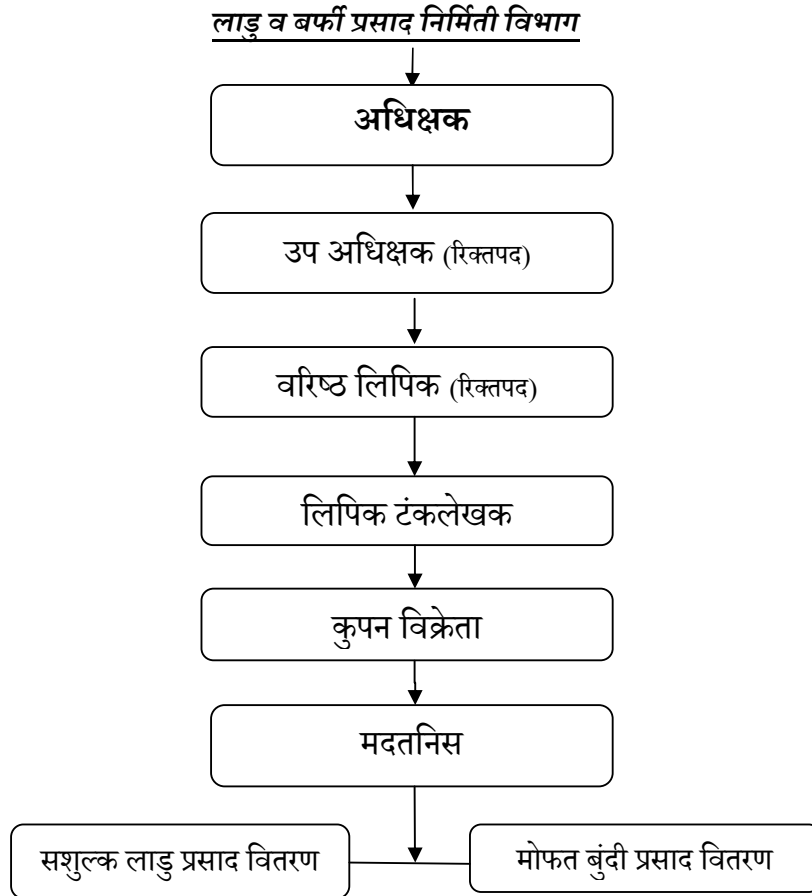 लाडु व बर्फी प्रसाद निर्मिती विभाग
अधिक्षक
उप अधिक्षक (रिक्तपद)
वरिष्ठ लिपिक (रिक्तपद)
लिपिक टंकलेखक
कुपन विक्रेता
मदतनिस
सशुल्क लाडु प्रसाद वितरण
मोफत बुंदी प्रसाद वितरण